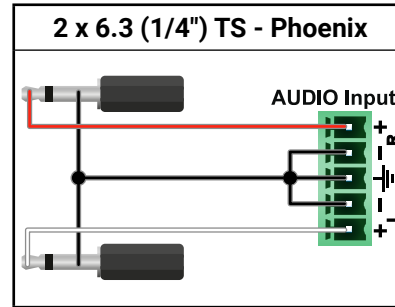 2 x 6.3 (1/4") TS - Phoenix
AUDIO Input
+
R
−
−
L
+